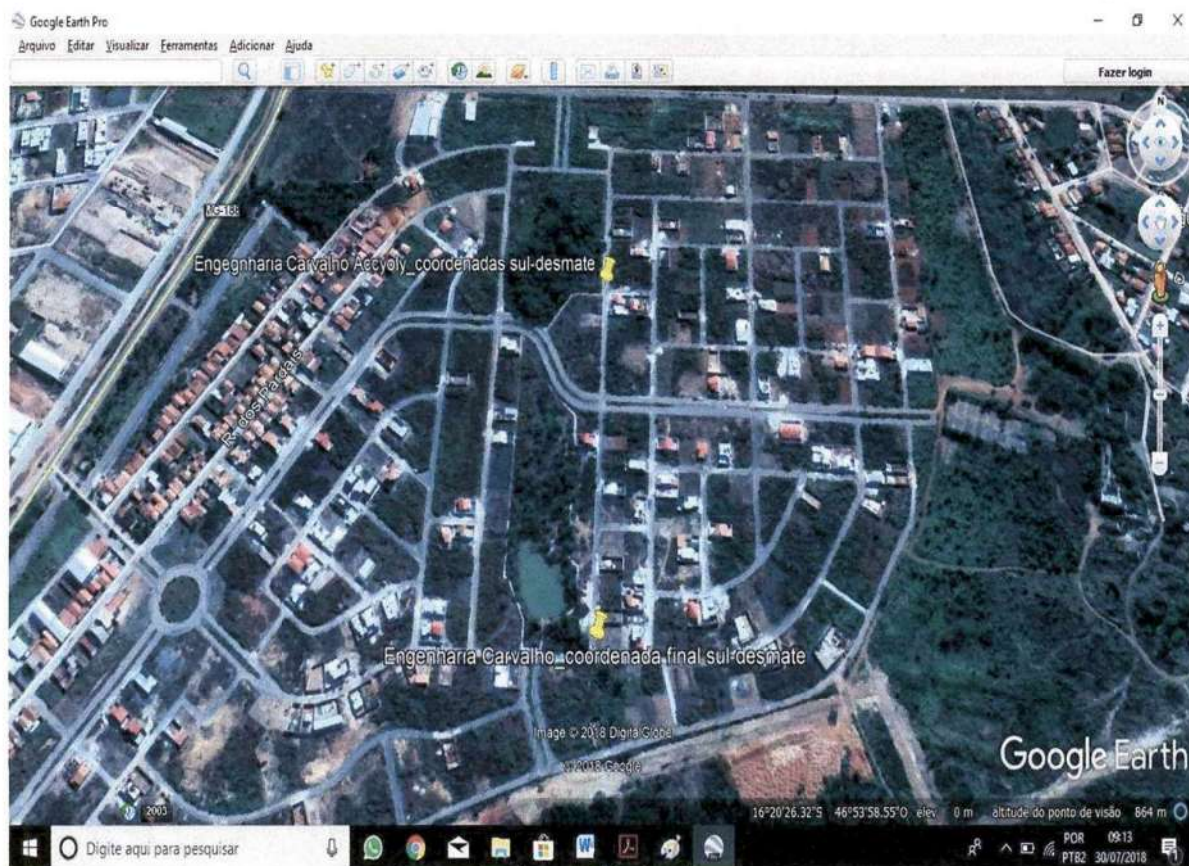 Google Earth Pro
Arquivo Editar Visualizar Ferramentas Adicionar Ajuda
Fazer login
N
MG-188
Engegnharia Carvalho Accyoly_coordenadas sul-desmate
R. dos Pardais
Engenharia Carvalho_coordenada final sul-desmate
Image © 2018 DigitalGlobe
© 2018 Google
Google Earth
2003
16°20'26.32"S 46°53'58.55"O elev 0 m altitude do ponto de visão 864 m
Digite aqui para pesquisar
POR 09:13
PTB2 30/07/2018